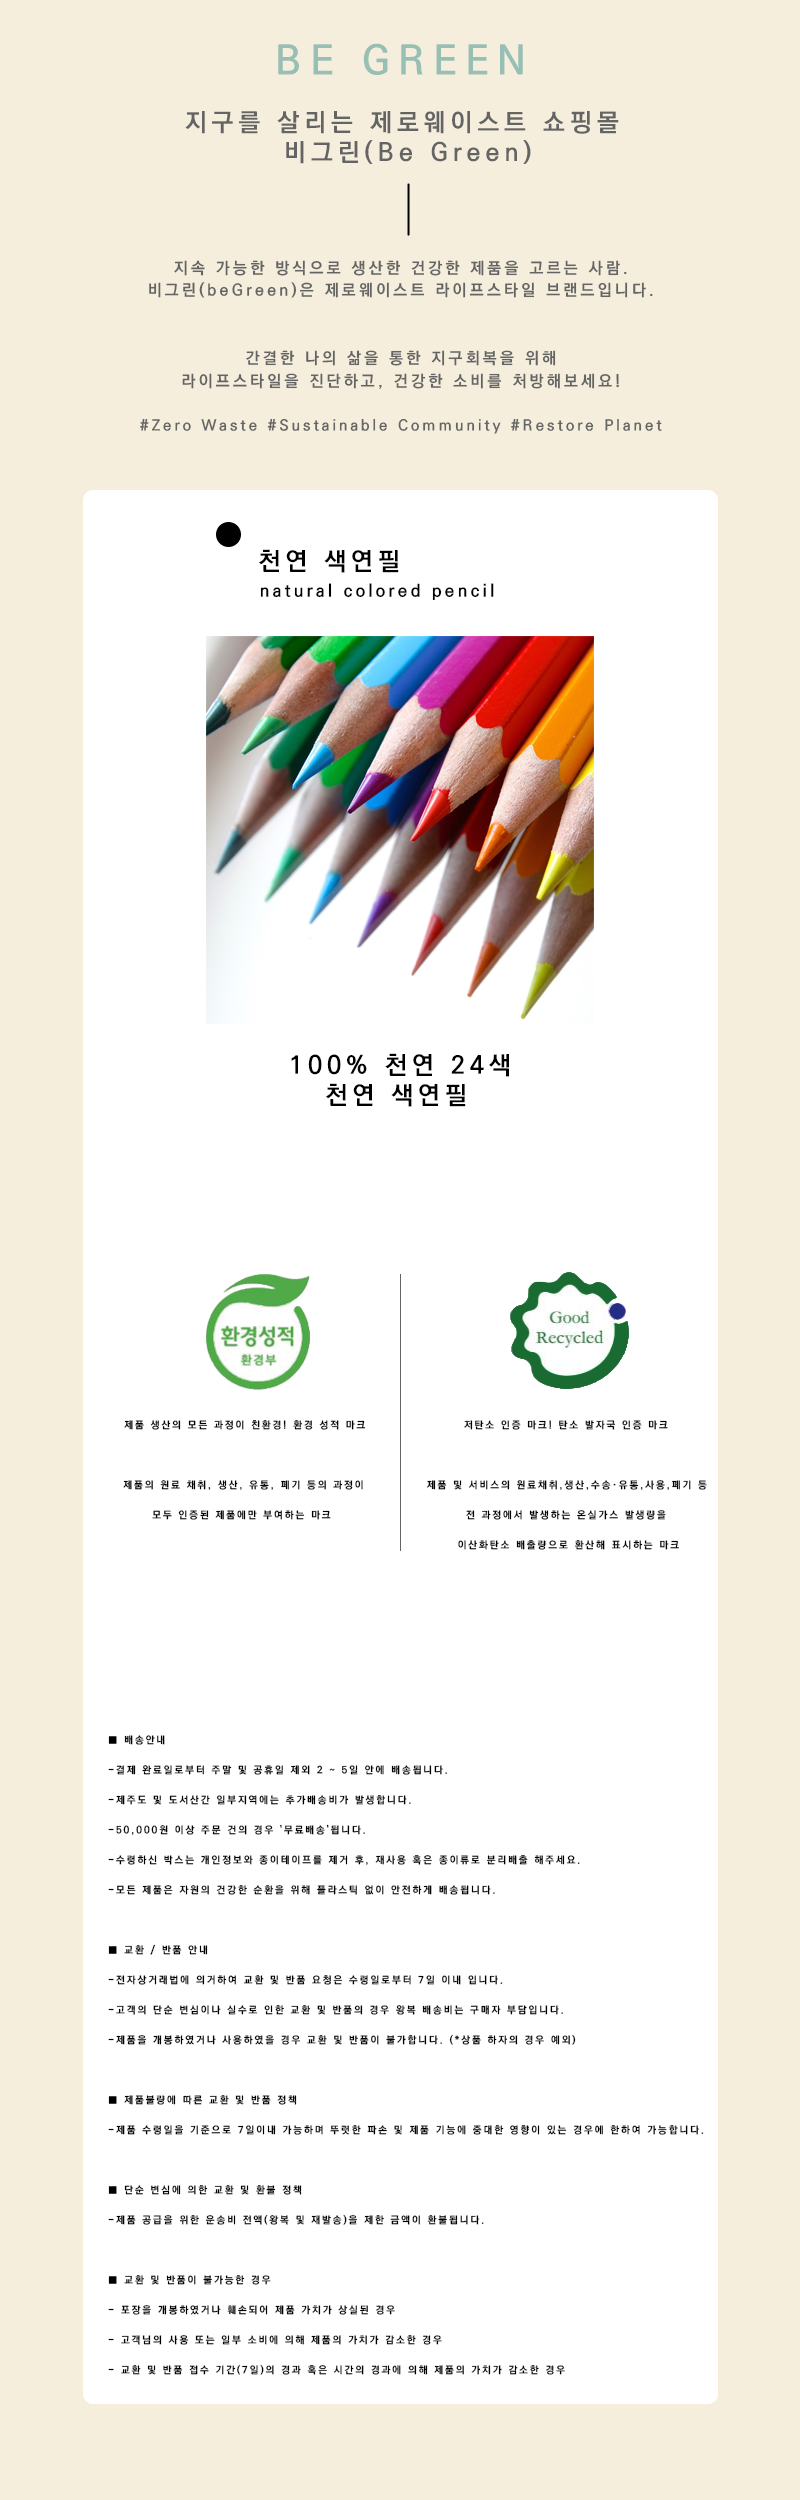 BE GREEN
지구를 살리는 제로웨이스트 쇼핑몰
비그린(Be Green)
지속 가능한 방식으로 생산한 건강한 제품을 고르는 사람.
비그린(beGreen)은 제로웨이스트 라이프스타일 브랜드입니다.
간결한 나의 삶을 통한 지구회복을 위해
라이프스타일을 진단하고, 건강한 소비를 처방해보세요!
#Zero Waste #Sustainable Community #Restore Planet
천연 색연필
natural colored pencil
100% 천연 24색
천연 색연필
환경성적
환경부
제품 생산의 모든 과정이 친환경! 환경 성적 마크
제품의 원료 채취, 생산, 유통, 폐기 등의 과정이
모두 인증된 제품에만 부여하는 마크
Good
Recycled
저탄소 인증 마크! 탄소 발자국 인증 마크
제품 및 서비스의 원료채취,생산,수송·유통,사용,폐기 등
전 과정에서 발생하는 온실가스 발생량을
이산화탄소 배출량으로 환산해 표시하는 마크
■ 배송안내
-결제 완료일로부터 주말 및 공휴일 제외 2 ~ 5일 안에 배송됩니다.
-제주도 및 도서산간 일부지역에는 추가배송비가 발생합니다.
-50,000원 이상 주문 건의 경우 '무료배송'됩니다.
-수령하신 박스는 개인정보와 종이테이프를 제거 후, 재사용 혹은 종이류로 분리배출 해주세요.
-모든 제품은 자원의 건강한 순환을 위해 플라스틱 없이 안전하게 배송됩니다.
■ 교환 / 반품 안내
-전자상거래법에 의거하여 교환 및 반품 요청은 수령일로부터 7일 이내 입니다.
-고객의 단순 변심이나 실수로 인한 교환 및 반품의 경우 왕복 배송비는 구매자 부담입니다.
-제품을 개봉하였거나 사용하였을 경우 교환 및 반품이 불가합니다. (*상품 하자의 경우 예외)
■ 제품불량에 따른 교환 및 반품 정책
-제품 수령일을 기준으로 7일이내 가능하며 뚜렷한 파손 및 제품 기능에 중대한 영향이 있는 경우에 한하여 가능합니다.
■ 단순 변심에 의한 교환 및 환불 정책
-제품 공급을 위한 운송비 전액(왕복 및 재발송)을 제한 금액이 환불됩니다.
■ 교환 및 반품이 불가능한 경우
- 포장을 개봉하였거나 훼손되어 제품 가치가 상실된 경우
- 고객님의 사용 또는 일부 소비에 의해 제품의 가치가 감소한 경우
- 교환 및 반품 접수 기간(7일)의 경과 혹은 시간의 경과에 의해 제품의 가치가 감소한 경우